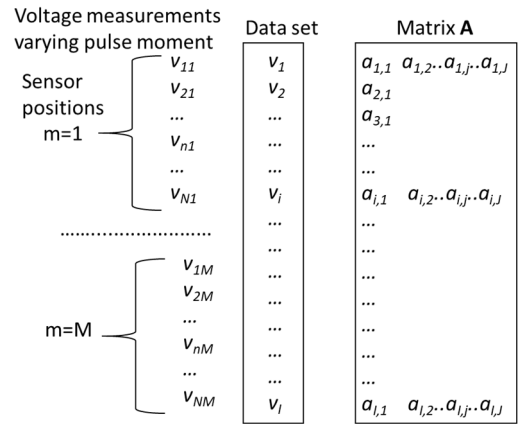 Voltage measurements
varying pulse moment
Data set
Matrix A
Sensor
positions
m=1
v11 v1 a1,1 a1,2..a1,j..a1,J
v21 v2 a2,1
... ... a3,1
vn1 ... ...
... ... ...
vN1 vi ai,1 ai,2..ai,j..ai,J
........................... ... ...
... ...
m=M
v1M ... ...
v2M ... ...
... ... ...
vnM ... ...
... ... ...
vNM vI aI,1 aI,2..aI,j..aI,J